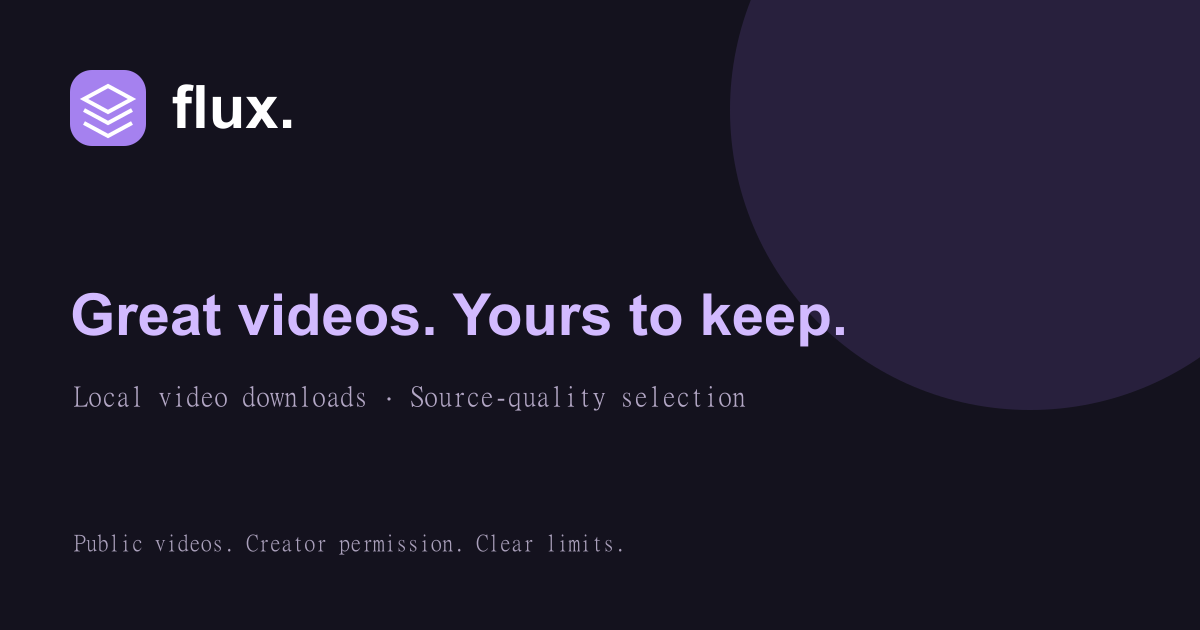 flux.
Great videos. Yours to keep.
Local video downloads · Source-quality selection
Public videos. Creator permission. Clear limits.